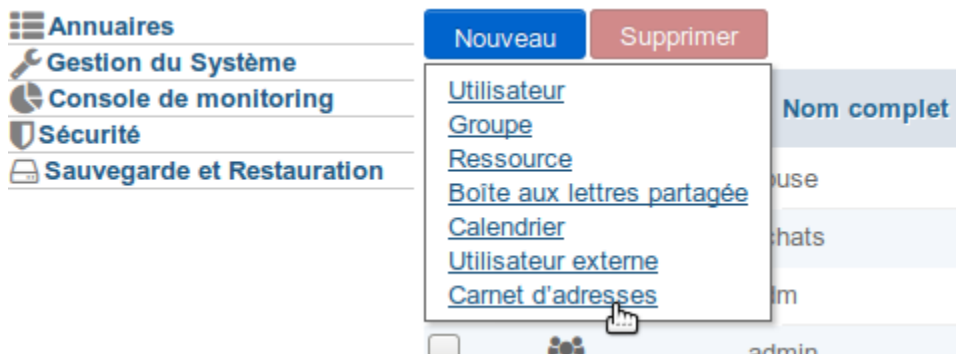 Annuaires
Gestion du Système
Console de monitoring
Sécurité
Sauvegarde et Restauration
Nouveau
Supprimer
Utilisateur
Groupe
Ressource
Boîte aux lettres partagée
Calendrier
Utilisateur externe
Carnet d'adresses
Nom complet
admin